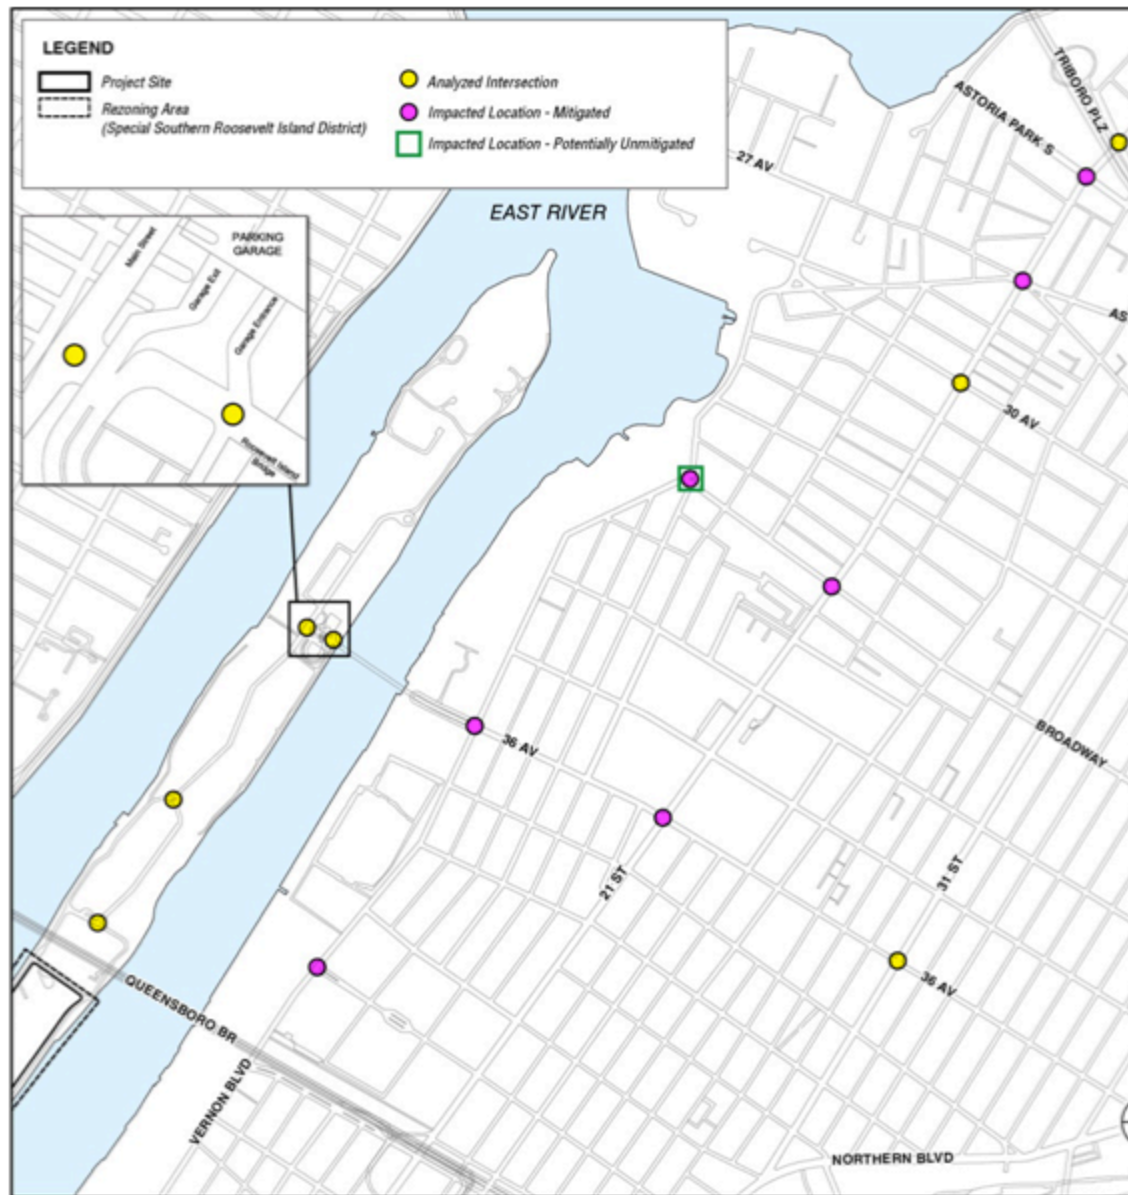 LEGEND
Project Site
Rezoning Area
(Special Southern Roosevelt Island District)
Analyzed Intersection
Impacted Location - Mitigated
Impacted Location - Potentially Unmitigated
TRIBORO PLZ
ASTORIA PARK S
27 AV
EAST RIVER
PARKING
GARAGE
Main Street
Garage Exit
Garage Entrance
Roosevelt Island
Bridge
AS
30 AV
36 AV
BROADWAY
21 ST
31 ST
36 AV
QUEENSBORO BR
VERNON BLVD
NORTHERN BLVD